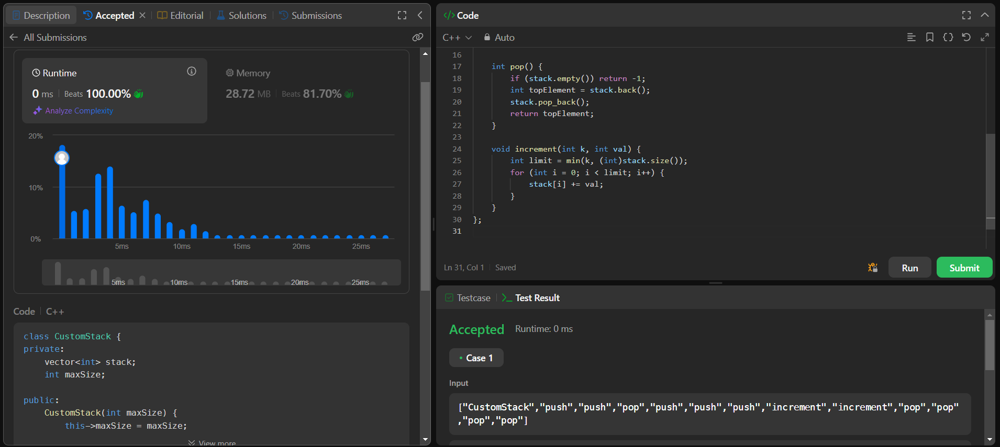 Description
Accepted
Editorial
Solutions
Submissions
All Submissions
Runtime
0 ms Beats 100.00%
Analyze Complexity
Memory
28.72 MB Beats 81.70%
20%
10%
0%
5ms 10ms 15ms 20ms 25ms
5ms 10ms 15ms 20ms 25ms
Code C++
class CustomStack {
private:
    vector<int> stack;
    int maxSize;
public:
    CustomStack(int maxSize) {
        this->maxSize = maxSize;
View more
</> Code
C++ Auto
16
17 int pop() {
18     if (stack.empty()) return -1;
19     int topElement = stack.back();
20     stack.pop_back();
21     return topElement;
22 }
23
24 void increment(int k, int val) {
25     int limit = min(k, (int)stack.size());
26     for (int i = 0; i < limit; i++) {
27         stack[i] += val;
28     }
29 }
30 };
31
Ln 31, Col 1 Saved
Run
Submit
Testcase
>_ Test Result
Accepted Runtime: 0 ms
• Case 1
Input
["CustomStack","push","push","pop","push","push","push","increment","increment","pop","pop"
,"pop","pop"]